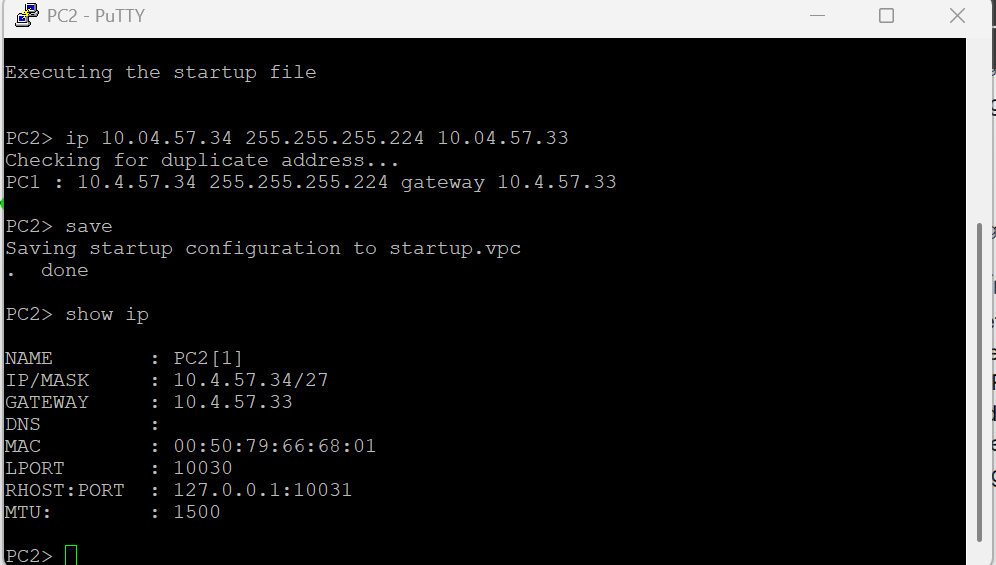 PC2 - PuTTY
Executing the startup file
PC2> ip 10.04.57.34 255.255.255.224 10.04.57.33
Checking for duplicate address...
PC1 : 10.4.57.34 255.255.255.224 gateway 10.4.57.33
PC2> save
Saving startup configuration to startup.vpc
.  done
PC2> show ip
NAME        : PC2[1]
IP/MASK     : 10.4.57.34/27
GATEWAY     : 10.4.57.33
DNS         :
MAC         : 00:50:79:66:68:01
LPORT       : 10030
RHOST:PORT  : 127.0.0.1:10031
MTU:        : 1500
PC2>